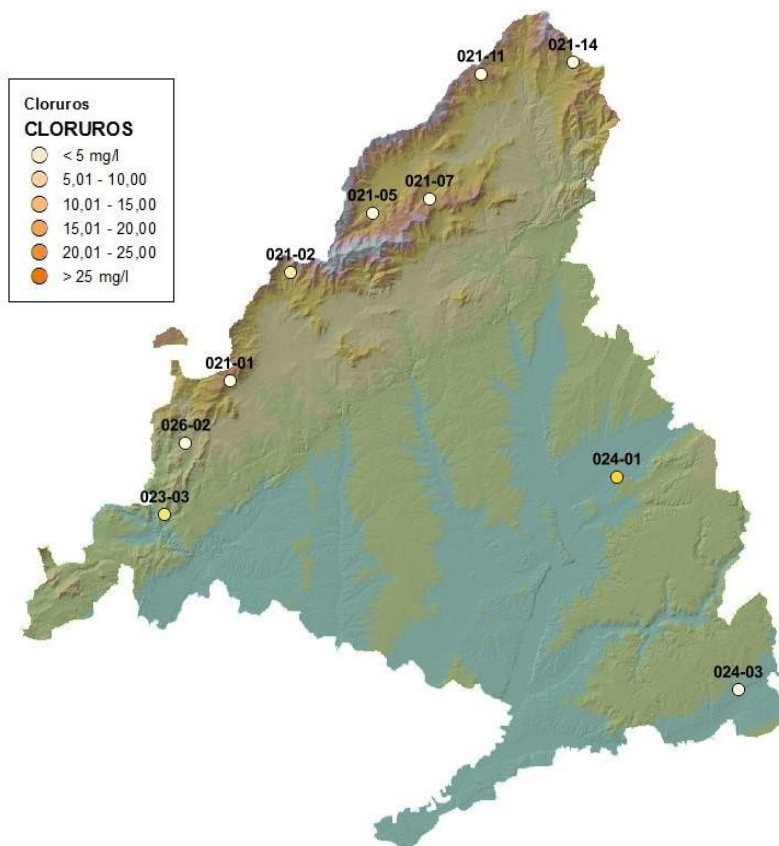 Cloruros
CLORUROS
< 5 mg/l
5,01 - 10,00
10,01 - 15,00
15,01 - 20,00
20,01 - 25,00
> 25 mg/l
021-11
021-14
021-05
021-07
021-02
021-01
026-02
024-01
023-03
024-03